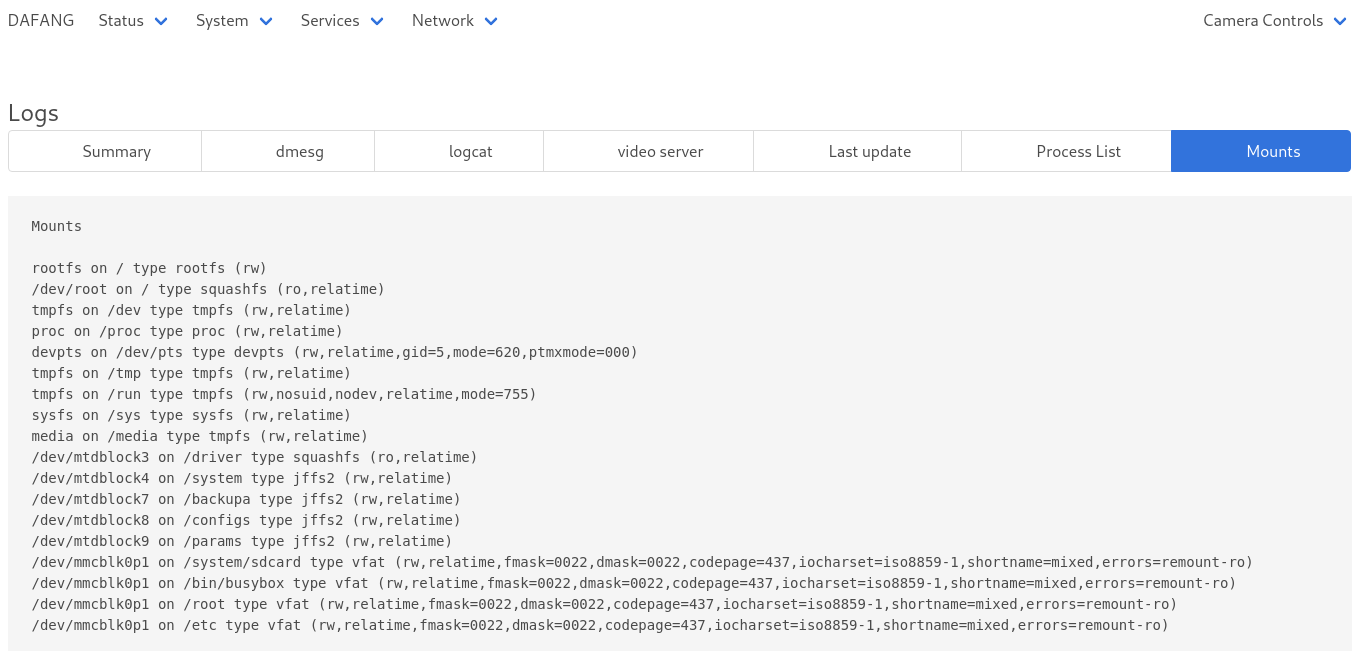 DAFANG Status System Services Network Camera Controls
Logs
Summary dmesg logcat video server Last update Process List Mounts
Mounts
rootfs on / type rootfs (rw)
/dev/root on / type squashfs (ro,relatime)
tmpfs on /dev type tmpfs (rw,relatime)
proc on /proc type proc (rw,relatime)
devpts on /dev/pts type devpts (rw,relatime,gid=5,mode=620,ptmxmode=000)
tmpfs on /tmp type tmpfs (rw,relatime)
tmpfs on /run type tmpfs (rw,nosuid,nodev,relatime,mode=755)
sysfs on /sys type sysfs (rw,relatime)
media on /media type tmpfs (rw,relatime)
/dev/mtdblock3 on /driver type squashfs (ro,relatime)
/dev/mtdblock4 on /system type jffs2 (rw,relatime)
/dev/mtdblock7 on /backupa type jffs2 (rw,relatime)
/dev/mtdblock8 on /configs type jffs2 (rw,relatime)
/dev/mtdblock9 on /params type jffs2 (rw,relatime)
/dev/mmcblk0p1 on /system/sdcard type vfat (rw,relatime,fmask=0022,dmask=0022,codepage=437,iocharset=iso8859-1,shortname=mixed,errors=remount-ro)
/dev/mmcblk0p1 on /bin/busybox type vfat (rw,relatime,fmask=0022,dmask=0022,codepage=437,iocharset=iso8859-1,shortname=mixed,errors=remount-ro)
/dev/mmcblk0p1 on /root type vfat (rw,relatime,fmask=0022,dmask=0022,codepage=437,iocharset=iso8859-1,shortname=mixed,errors=remount-ro)
/dev/mmcblk0p1 on /etc type vfat (rw,relatime,fmask=0022,dmask=0022,codepage=437,iocharset=iso8859-1,shortname=mixed,errors=remount-ro)